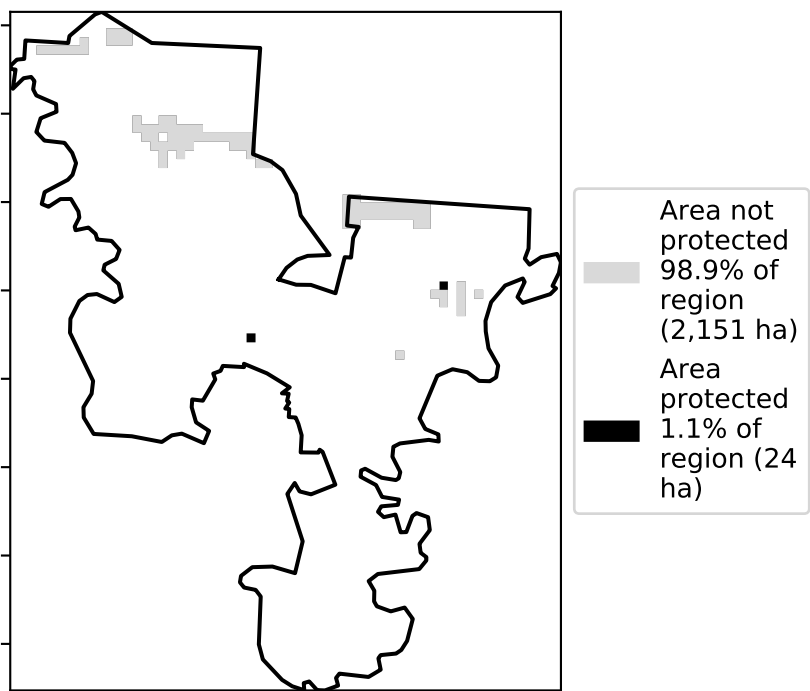 Area not
protected
98.9% of
region
(2,151 ha)
Area
protected
1.1% of
region (24
ha)